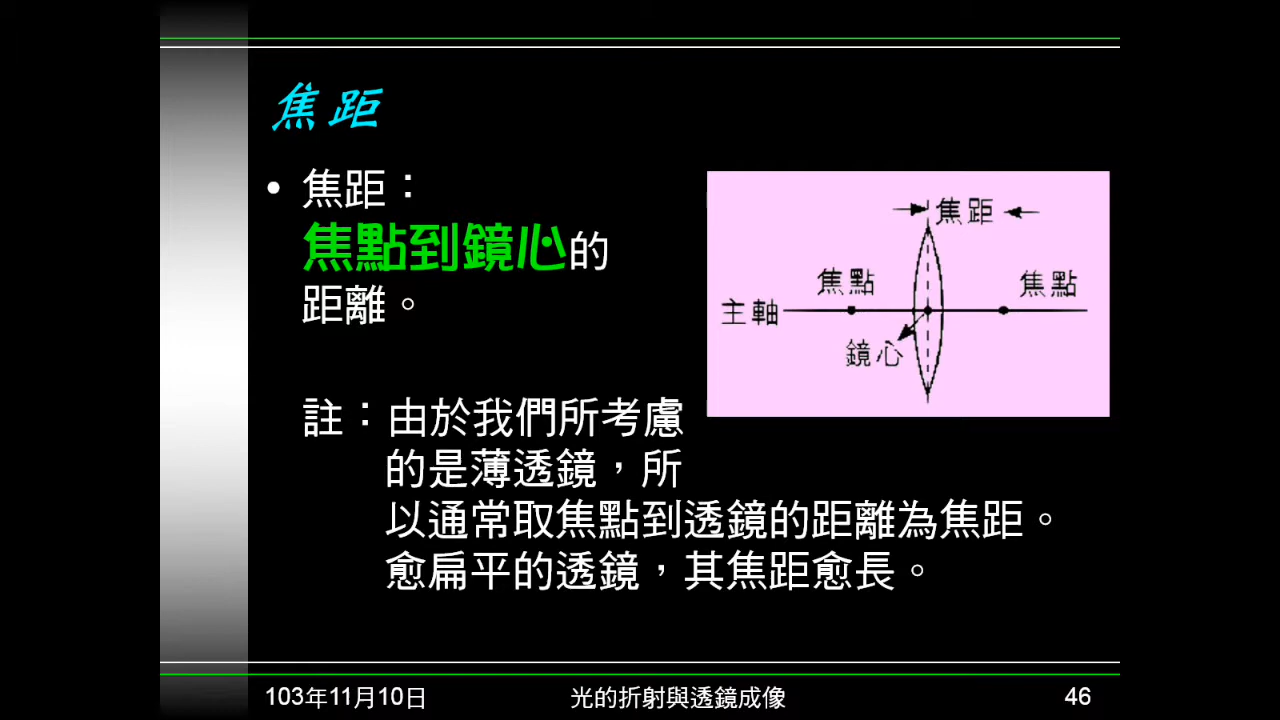 焦距
• 焦距：
焦點到鏡心的
距離。
焦距
焦點
焦點
主軸
鏡心
註：由於我們所考慮
的是薄透鏡，所
以通常取焦點到透鏡的距離為焦距。
愈扁平的透鏡，其焦距愈長。
103年11月10日
光的折射與透鏡成像
46